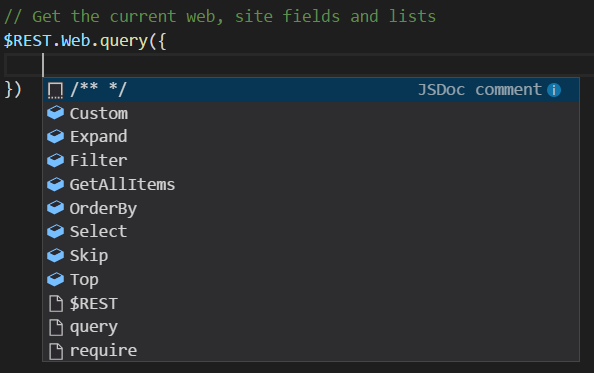 // Get the current web, site fields and lists
$REST.Web.query({
/** */ JSDoc comment
})
Custom
Expand
Filter
GetAllItems
OrderBy
Select
Skip
Top
$REST
query
require